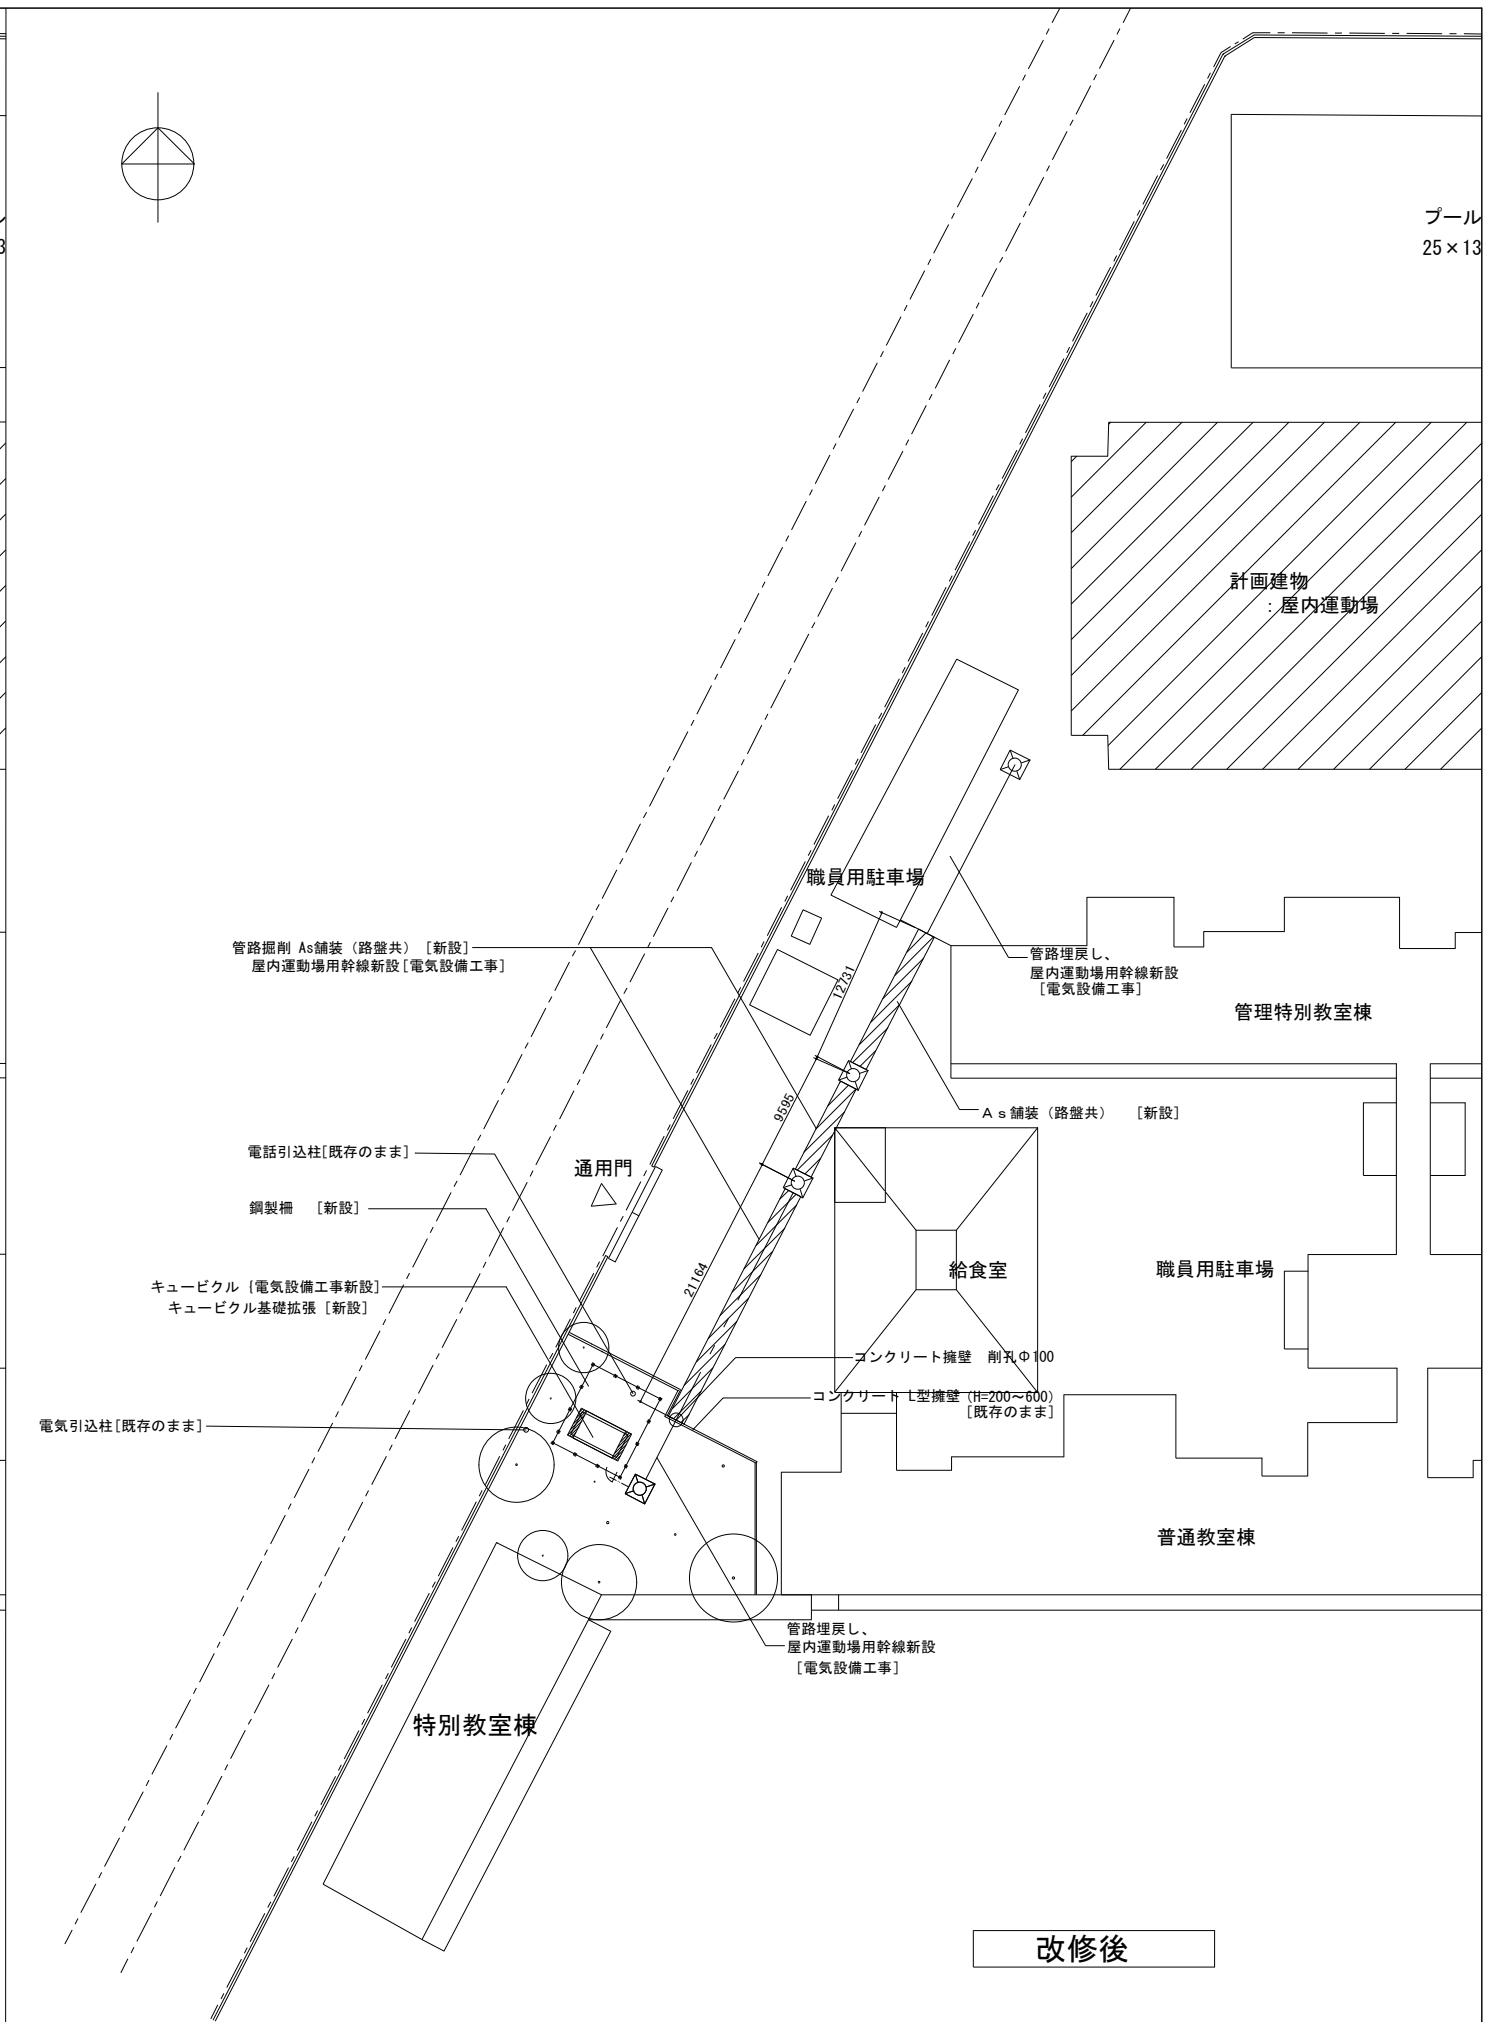 プール
25×13
計画建物
：屋内運動場
職員用駐車場
管路掘削 As舗装（路盤共） ［新設］
屋内運動場用幹線新設［電気設備工事］
管路埋戻し、
屋内運動場用幹線新設
［電気設備工事］
12731
管理特別教室棟
9595
Ａｓ舗装（路盤共） ［新設］
電話引込柱[既存のまま]
通用門
鋼製柵 ［新設］
21164
給食室
職員用駐車場
キュービクル [電気設備工事新設]
キュービクル基礎拡張［新設］
コンクリート擁壁 削孔Φ100
コンクリート L型擁壁（H=200～600）
［既存のまま］
電気引込柱[既存のまま]
普通教室棟
管路埋戻し、
屋内運動場用幹線新設
［電気設備工事］
特別教室棟
改修後